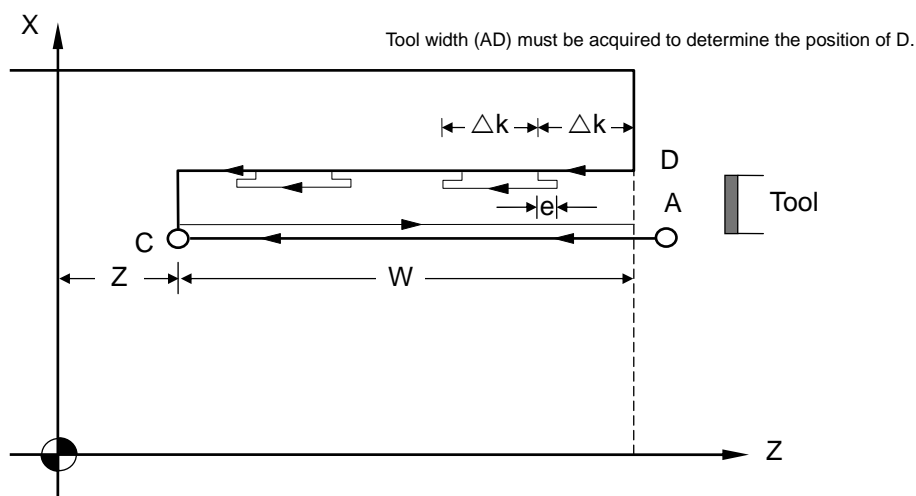 X
Tool width (AD) must be acquired to determine the position of D.
△k △k
D
A
Tool
e
C
Z W
Z